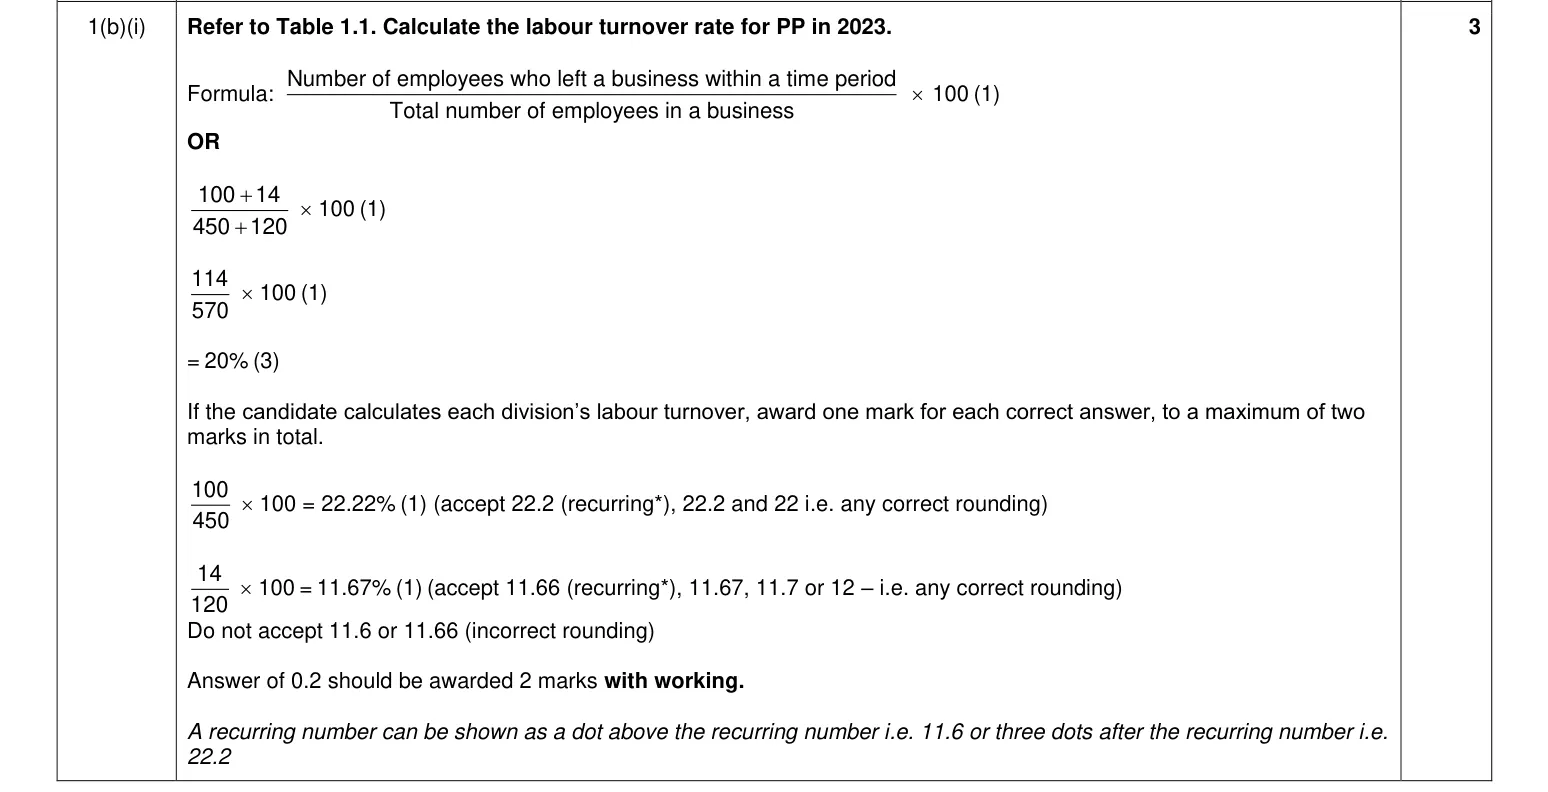 1(b)(i)
Refer to Table 1.1. Calculate the labour turnover rate for PP in 2023.
3
Formula: Number of employees who left a business within a time period
Total number of employees in a business
× 100 (1)
OR
100 + 14
450 + 120
× 100 (1)
114
570
× 100 (1)
= 20% (3)
If the candidate calculates each division’s labour turnover, award one mark for each correct answer, to a maximum of two
marks in total.
100
450
× 100 = 22.22% (1) (accept 22.2 (recurring*), 22.2 and 22 i.e. any correct rounding)
14
120
× 100 = 11.67% (1) (accept 11.66 (recurring*), 11.67, 11.7 or 12 – i.e. any correct rounding)
Do not accept 11.6 or 11.66 (incorrect rounding)
Answer of 0.2 should be awarded 2 marks with working.
A recurring number can be shown as a dot above the recurring number i.e. 11.6 or three dots after the recurring number i.e.
22.2